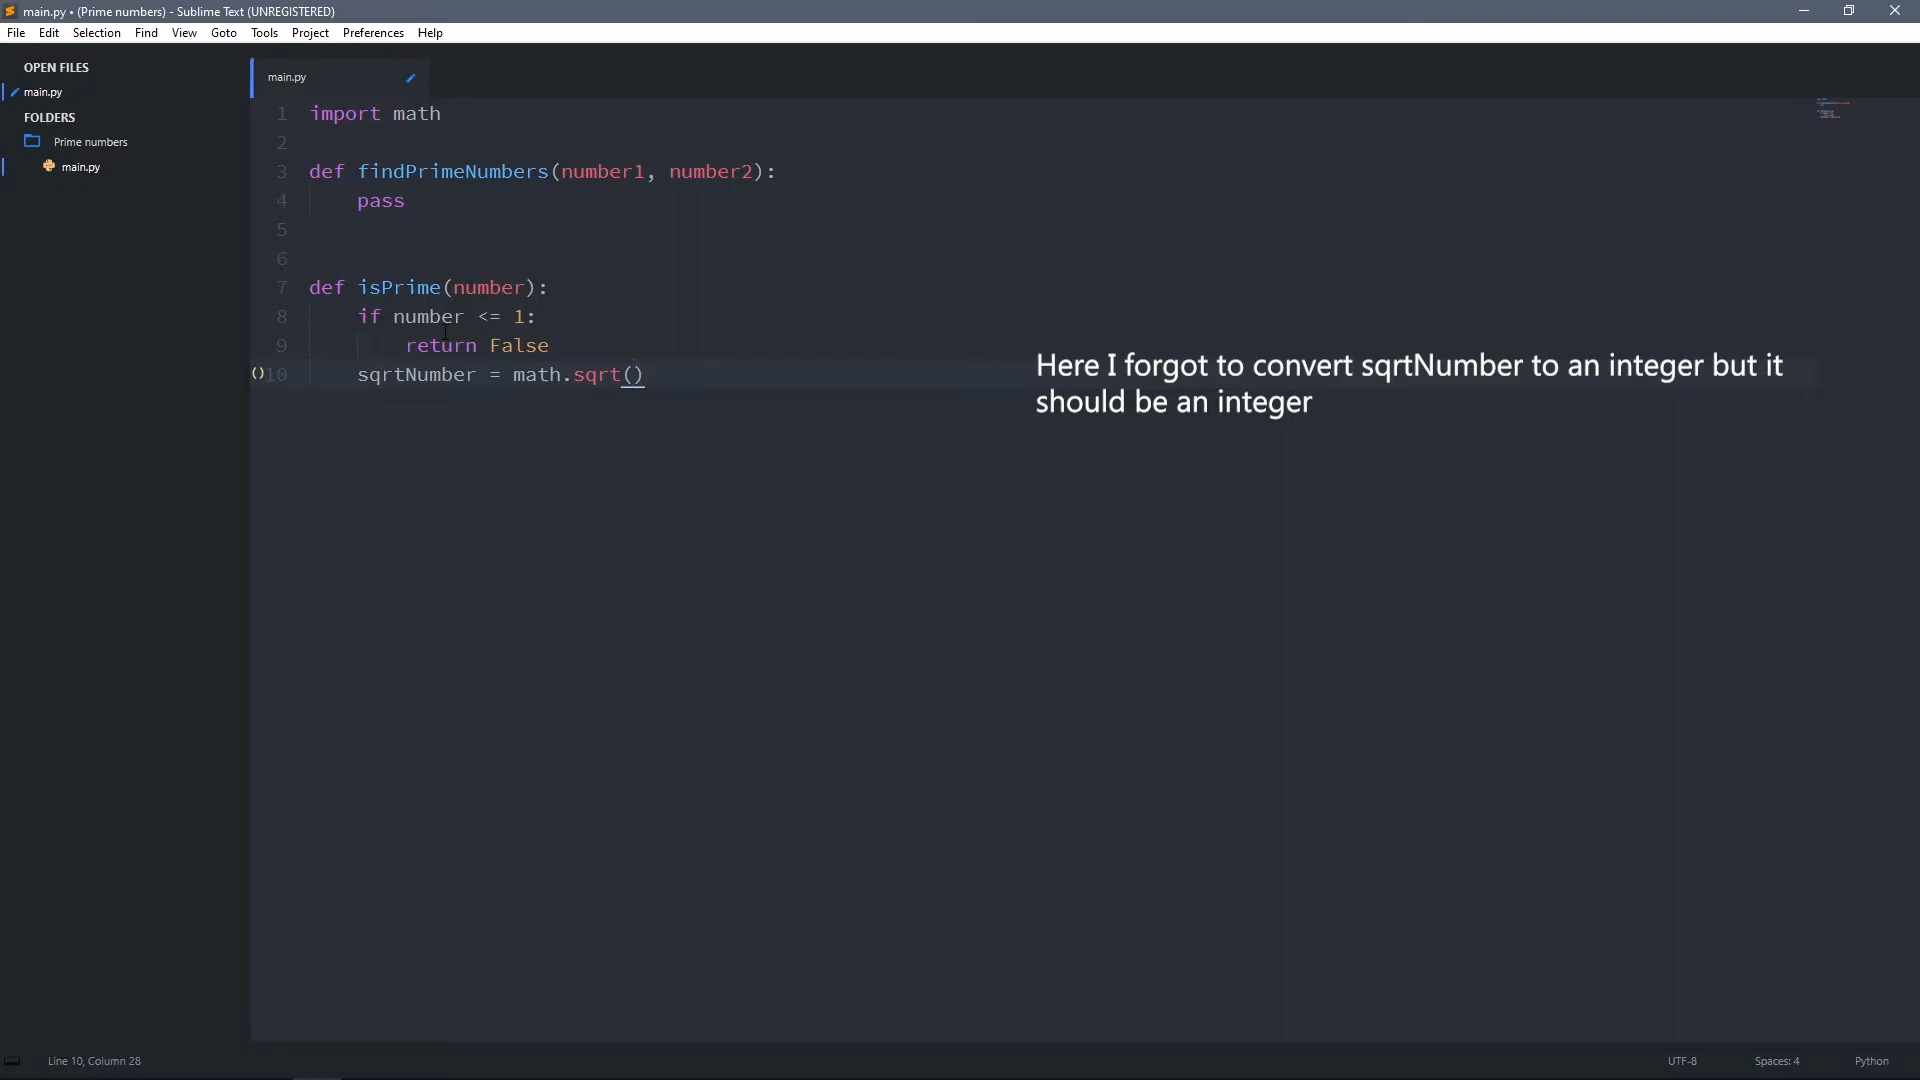 main.py • (Prime numbers) - Sublime Text (UNREGISTERED)
File Edit Selection Find View Goto Tools Project Preferences Help
OPEN FILES
main.py
FOLDERS
Prime numbers
main.py
main.py
1 import math
2
3 def findPrimeNumbers(number1, number2):
4     pass
5
6
7 def isPrime(number):
8     if number <= 1:
9         return False
()10     sqrtNumber = math.sqrt()
Here I forgot to convert sqrtNumber to an integer but it
should be an integer
Line 10, Column 28
UTF-8 Spaces: 4 Python